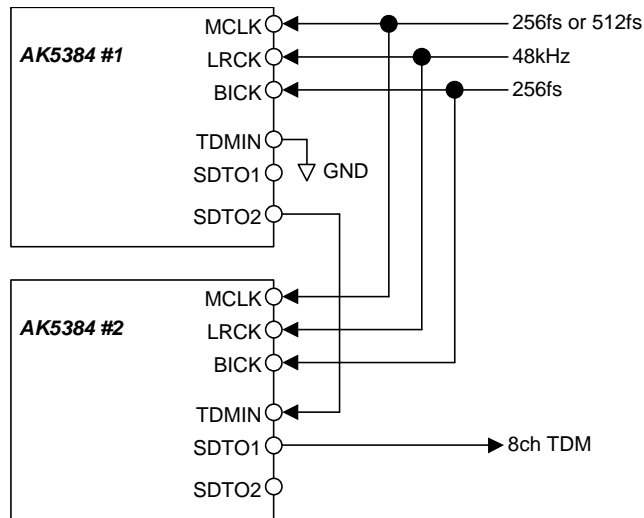 MCLK 256fs or 512fs
AK5384 #1
LRCK 48kHz
BICK 256fs
TDMIN
SDTO1 GND
SDTO2
MCLK
AK5384 #2
LRCK
BICK
TDMIN
SDTO1 8ch TDM
SDTO2